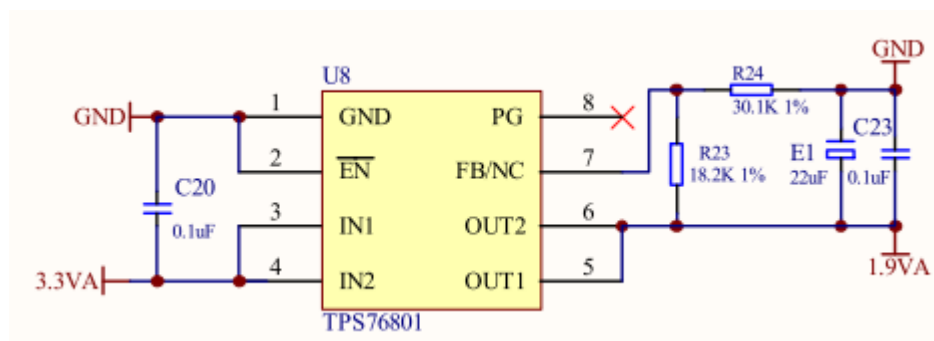 GND
U8
R24
1
GND
PG
8
GND
30.1K 1%
C23
2
EN
FB/NC
7
R23
E1
C20
18.2K 1%
22uF
0.1uF
3
IN1
OUT2
6
0.1uF
3.3VA
4
IN2
OUT1
5
1.9VA
TPS76801